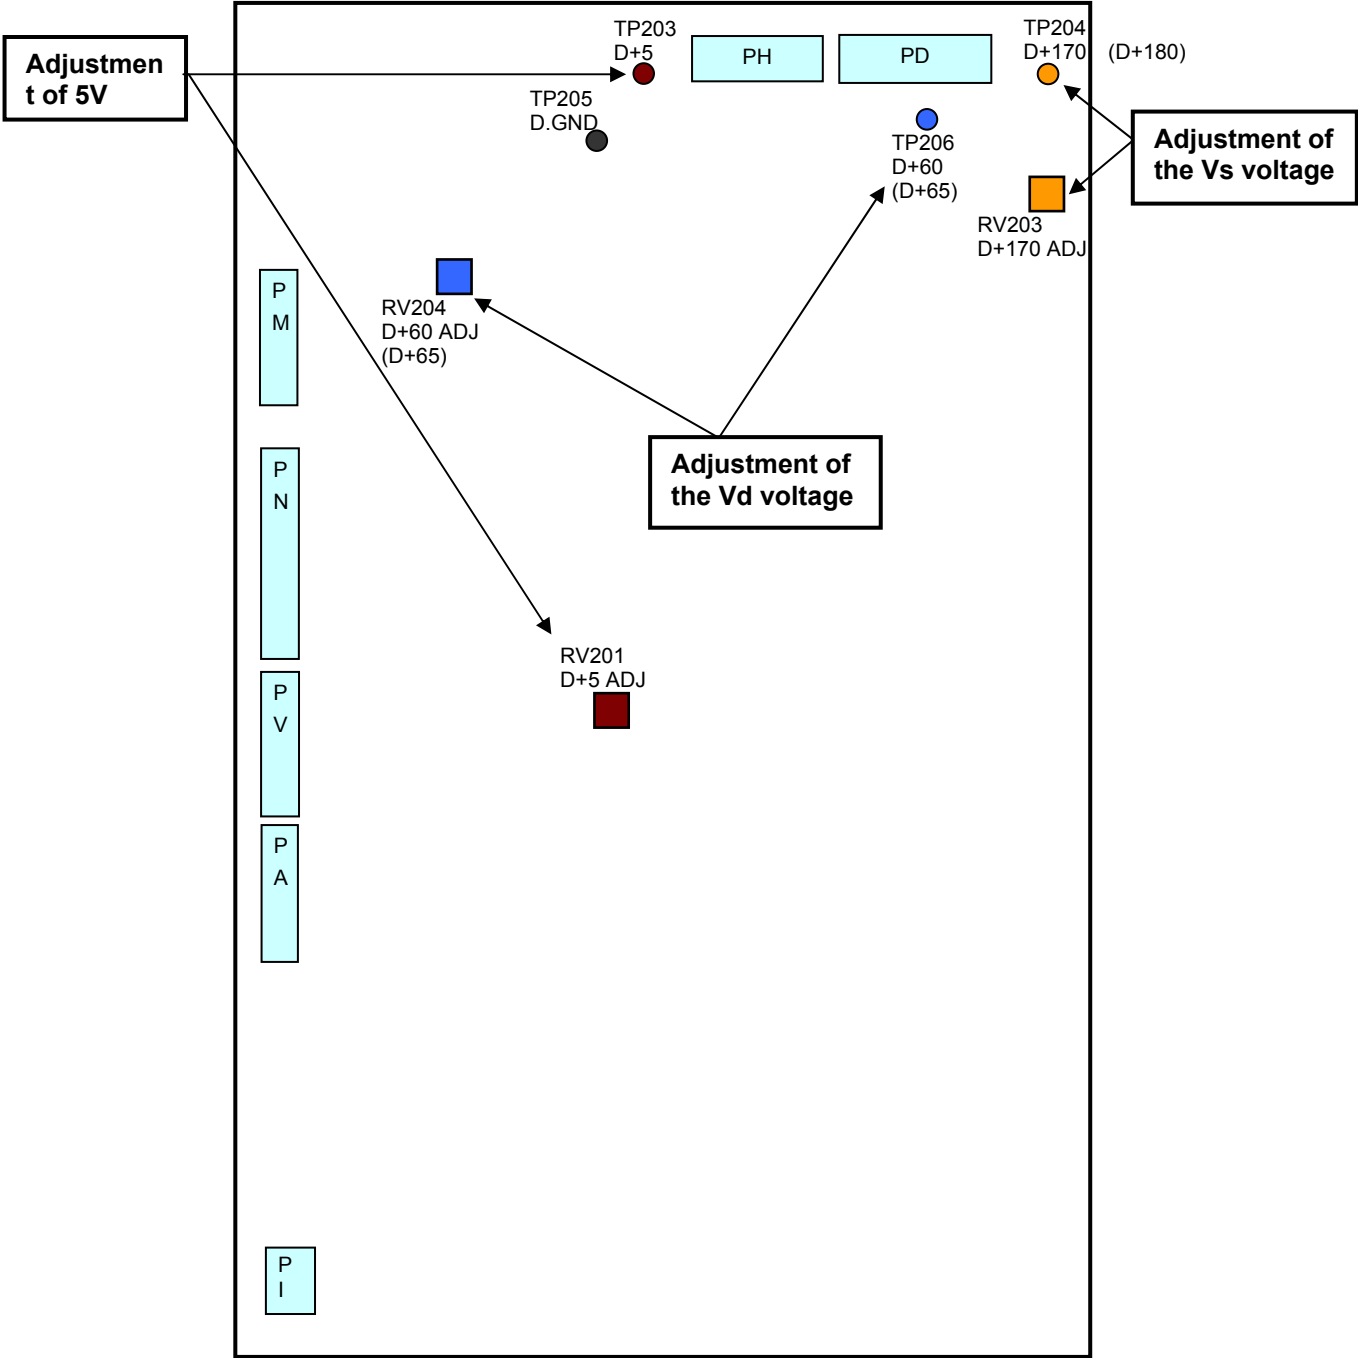 Adjustmen
t of 5V
TP203
D+5
PH
PD
TP204
D+170 (D+180)
TP205
D.GND
TP206
D+60
(D+65)
Adjustment of
the Vs voltage
RV203
D+170 ADJ
RV204
D+60 ADJ
(D+65)
P
M
Adjustment of
the Vd voltage
P
N
RV201
D+5 ADJ
P
V
P
A
P
I